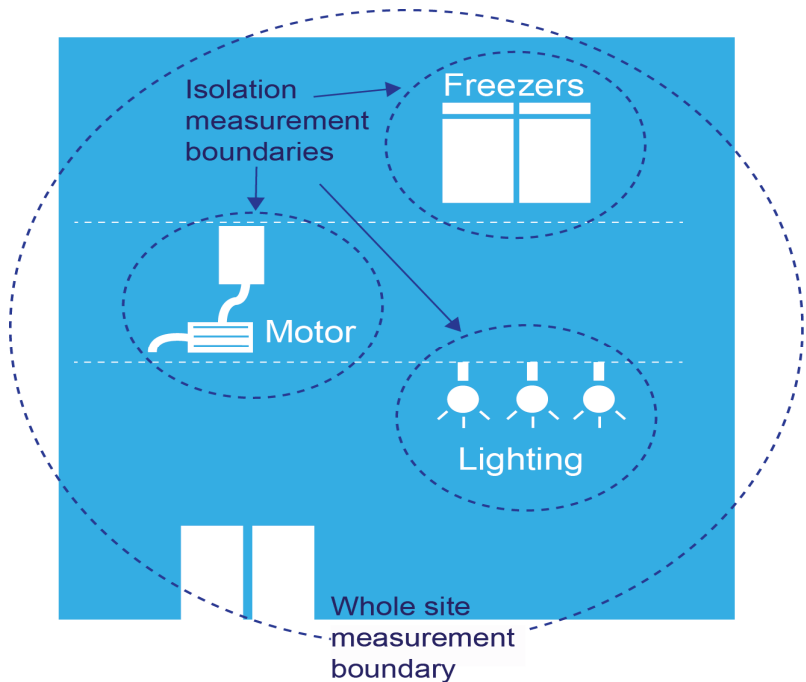 Freezers
Isolation
measurement
boundaries
Motor
Lighting
Whole site
measurement
boundary